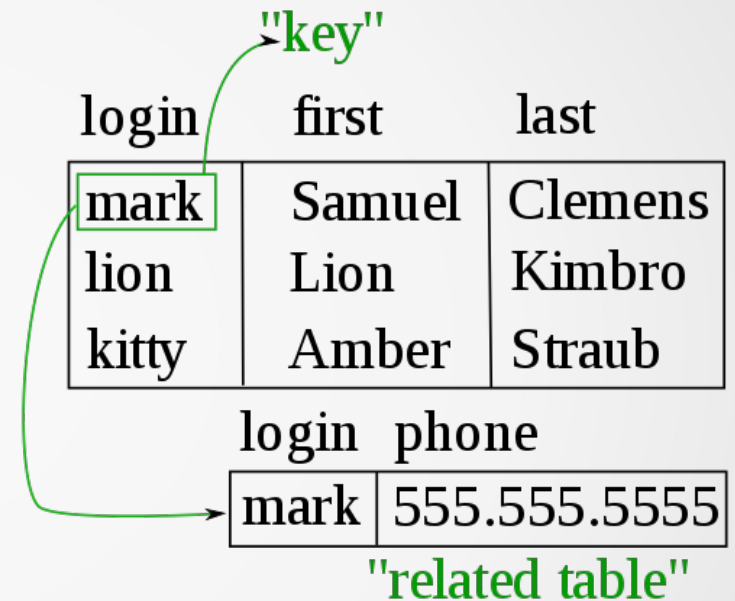 "key"
login first last
mark Samuel Clemens
lion Lion Kimbro
kitty Amber Straub
login phone
mark 555.555.5555
"related table"